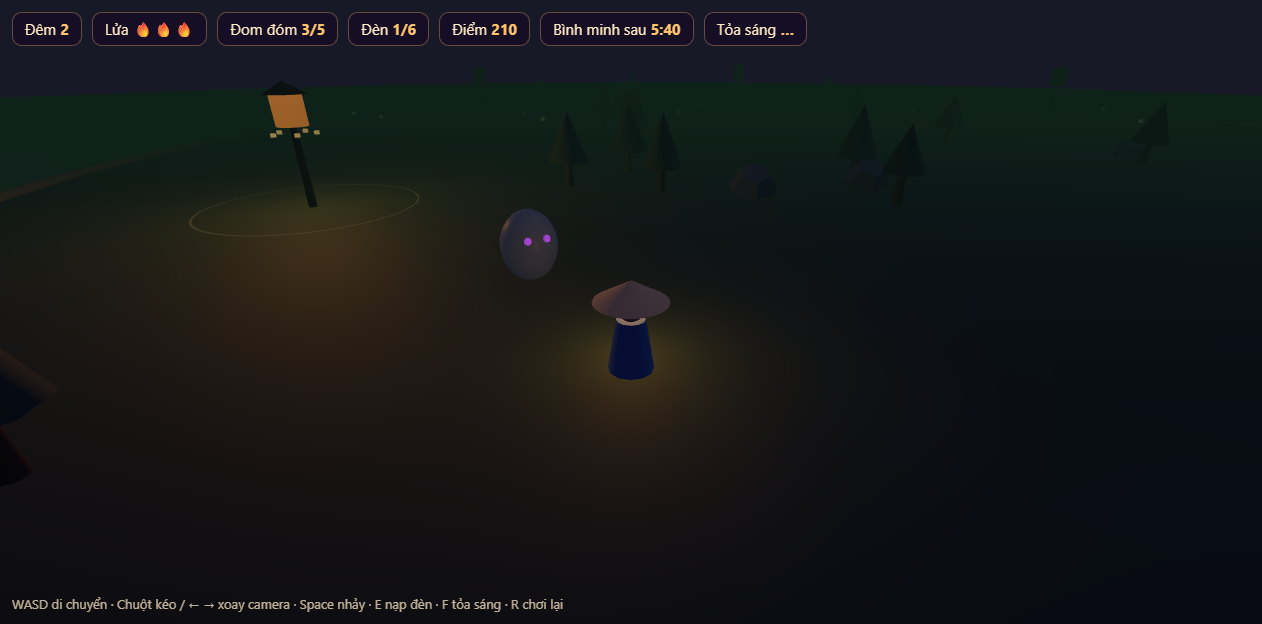 Đêm 2 Lửa 🔥 🔥 🔥 Đom đóm 3/5 Đèn 1/6 Điểm 210 Bình minh sau 5:40 Tỏa sáng ...
WASD di chuyển · Chuột kéo / ← → xoay camera · Space nhảy · E nạp đèn · F tỏa sáng · R chơi lại